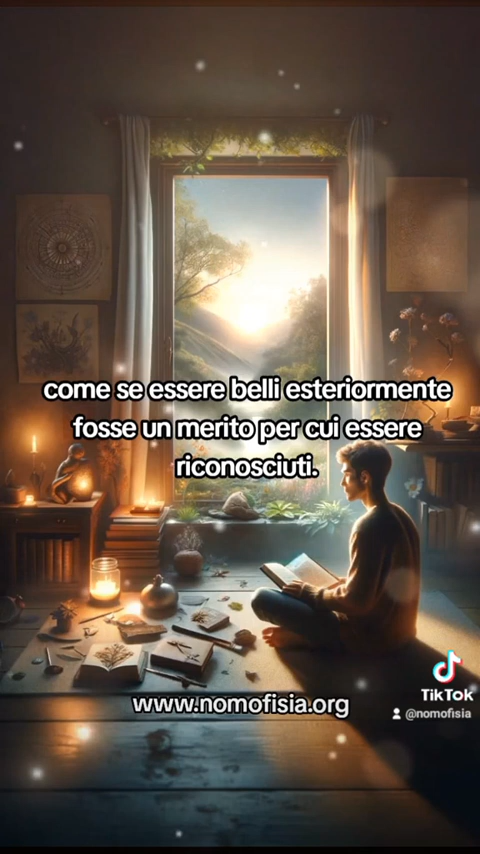 come se essere belli esteriormente
fosse un merito per cui essere
riconosciuti.
www.nomofisia.org
TikTok
@nomofisia